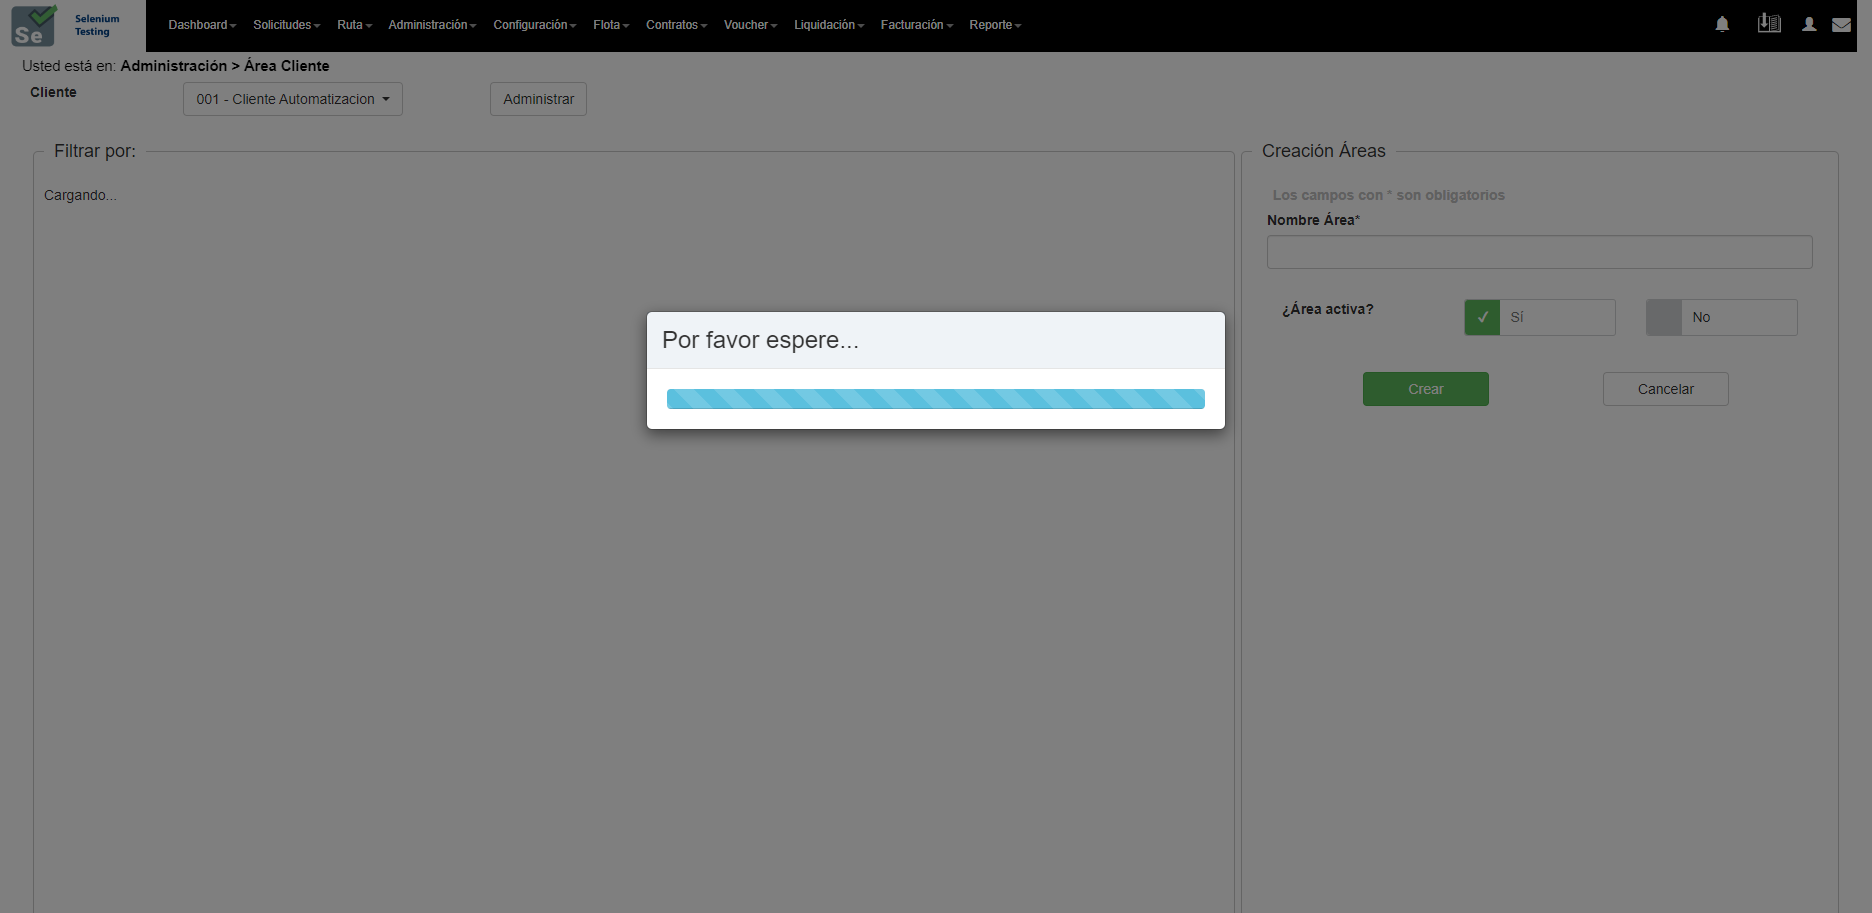 Se
Selenium
Testing
Dashboard Solicitudes Ruta Administración Configuración Flota Contratos Voucher Liquidación Facturación Reporte
Usted está en: Administración > Área Cliente
Cliente
001 - Cliente Automatizacion
Administrar
Filtrar por:
Cargando...
Creación Áreas
Los campos con * son obligatorios
Nombre Área*
¿Área activa?
Sí
No
Crear
Cancelar
Por favor espere...